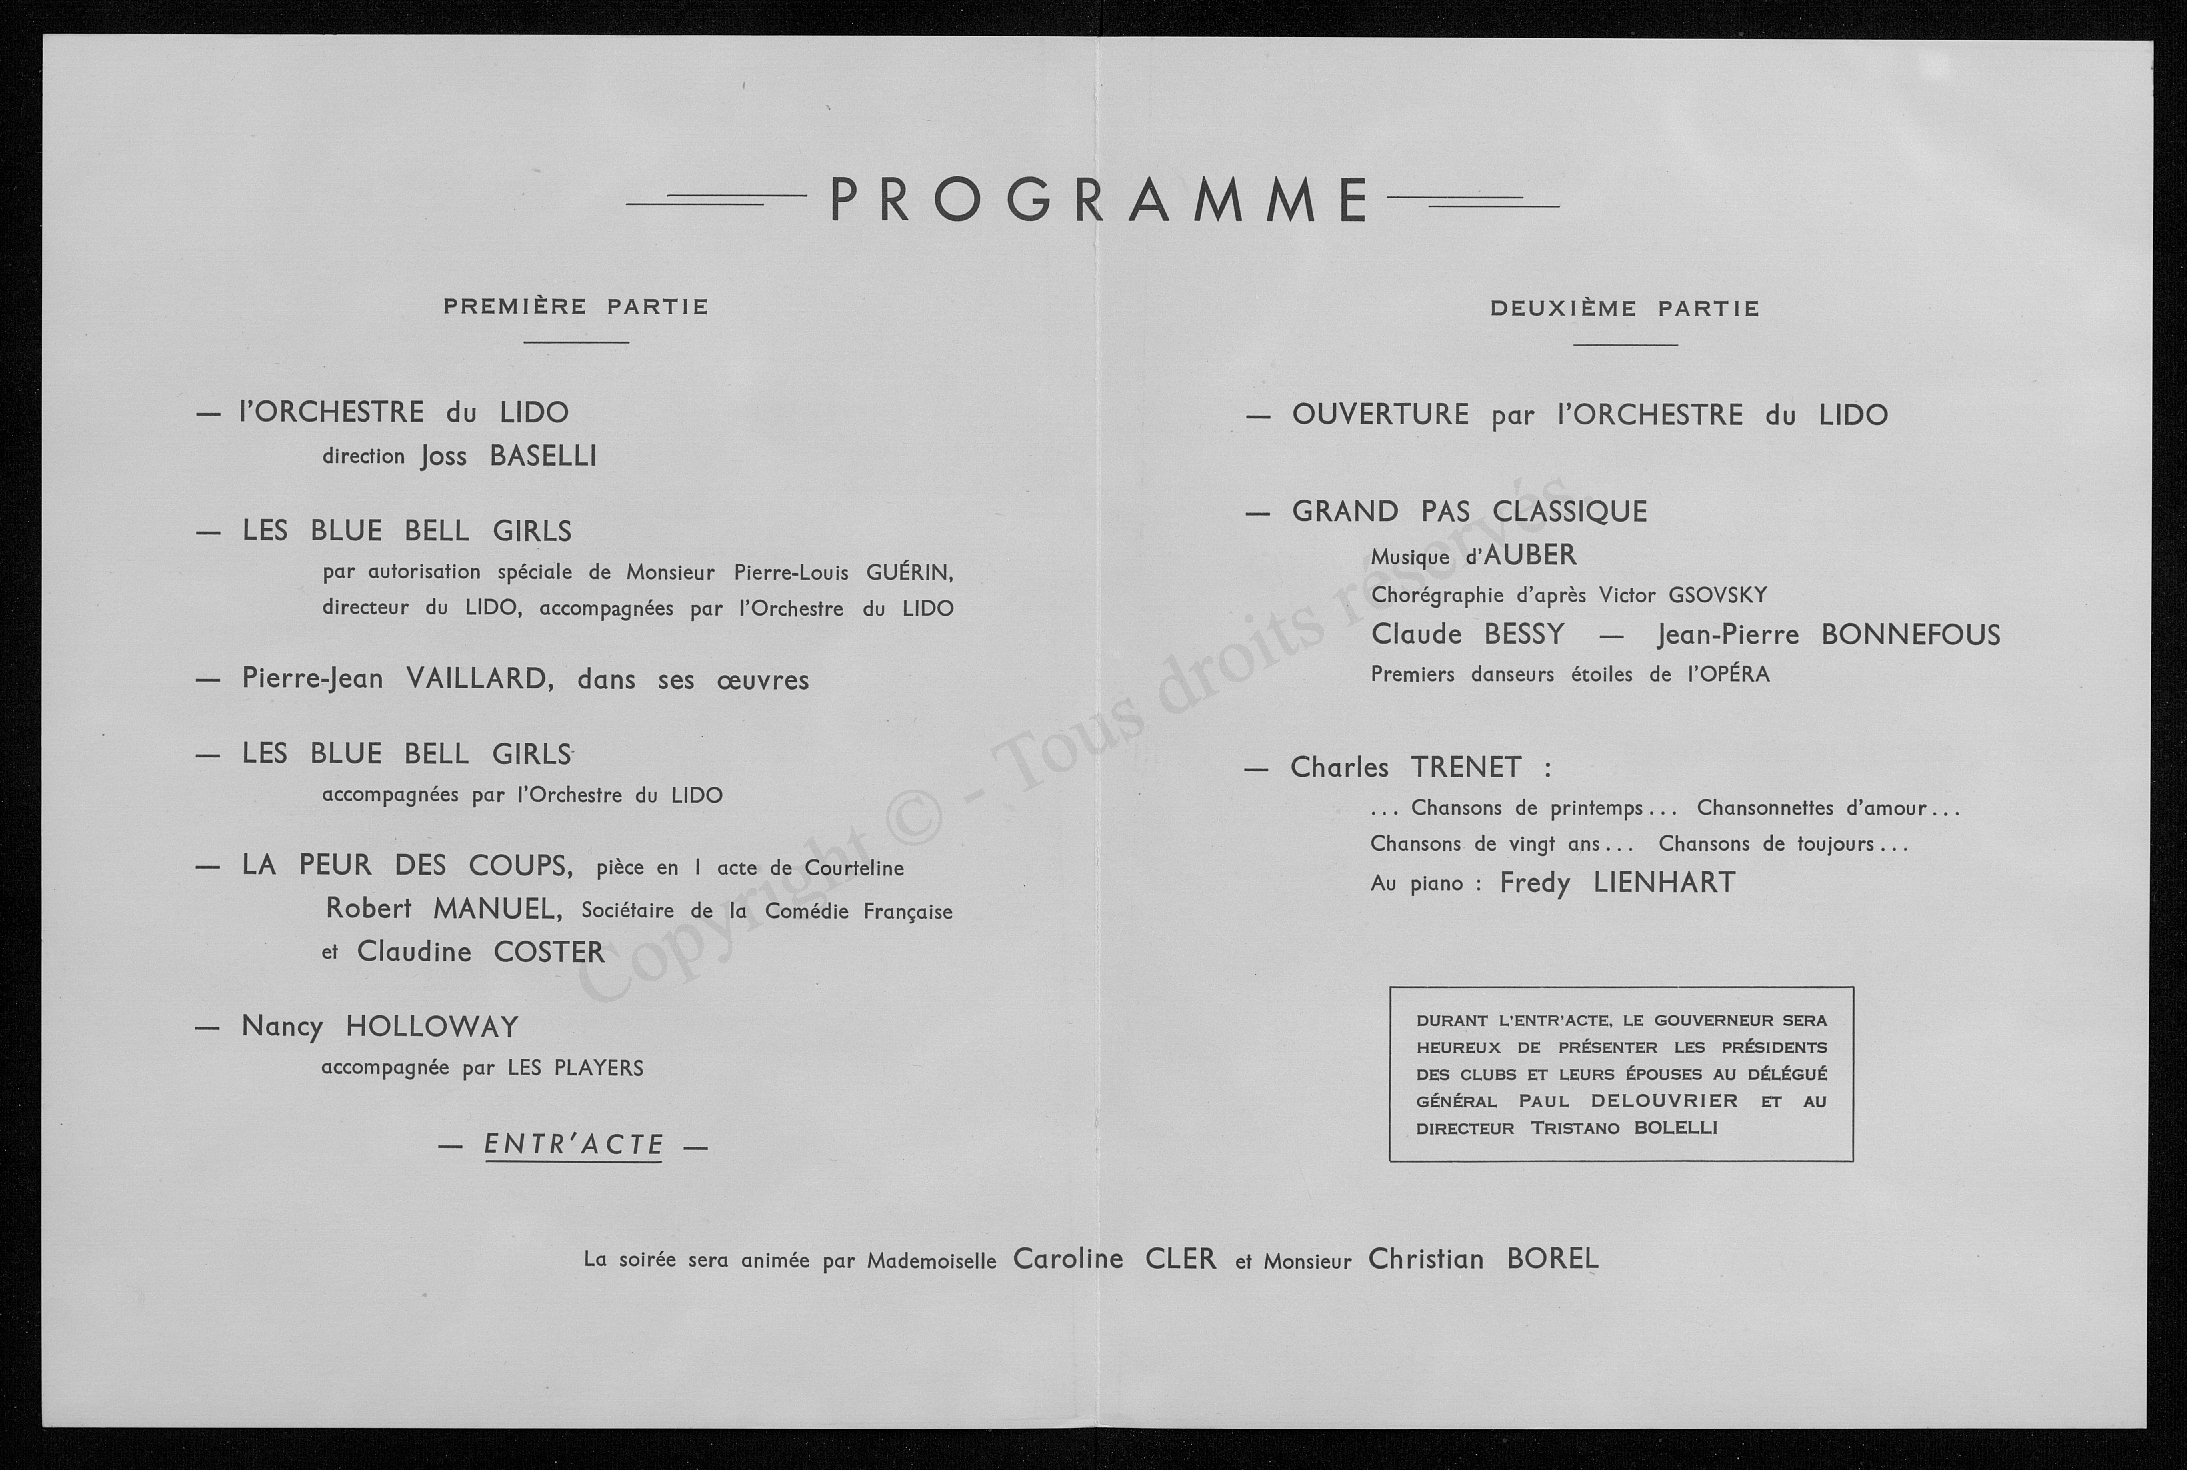 PROGRAMME
PREMIÈRE PARTIE
— l'ORCHESTRE du LIDO
direction Joss BASELLI
— LES BLUE BELL GIRLS
par autorisation spéciale de Monsieur Pierre-Louis GUÉRIN,
directeur du LIDO, accompagnées par l'Orchestre du LIDO
— Pierre-Jean VAILLARD, dans ses œuvres
— LES BLUE BELL GIRLS
accompagnées par l'Orchestre du LIDO
— LA PEUR DES COUPS, pièce en 1 acte de Courteline
Robert MANUEL, Sociétaire de la Comédie Française
et Claudine COSTER
— Nancy HOLLOWAY
accompagnée par LES PLAYERS
— ENTR'ACTE —
DEUXIÈME PARTIE
— OUVERTURE par l'ORCHESTRE du LIDO
— GRAND PAS CLASSIQUE
Musique d'AUBER
Chorégraphie d'après Victor GSOVSKY
Claude BESSY — Jean-Pierre BONNEFOUS
Premiers danseurs étoiles de l'OPÉRA
— Charles TRENET :
... Chansons de printemps... Chansonnettes d'amour...
Chansons de vingt ans... Chansons de toujours...
Au piano : Fredy LIENHART
DURANT L'ENTR'ACTE, LE GOUVERNEUR SERA
HEUREUX DE PRÉSENTER LES PRÉSIDENTS
DES CLUBS ET LEURS ÉPOUSES AU DÉLÉGUÉ
GÉNÉRAL PAUL DELOUVRIER ET AU
DIRECTEUR TRISTANO BOLELLI
La soirée sera animée par Mademoiselle Caroline CLER et Monsieur Christian BOREL
Copyright © - Tous droits réservés.